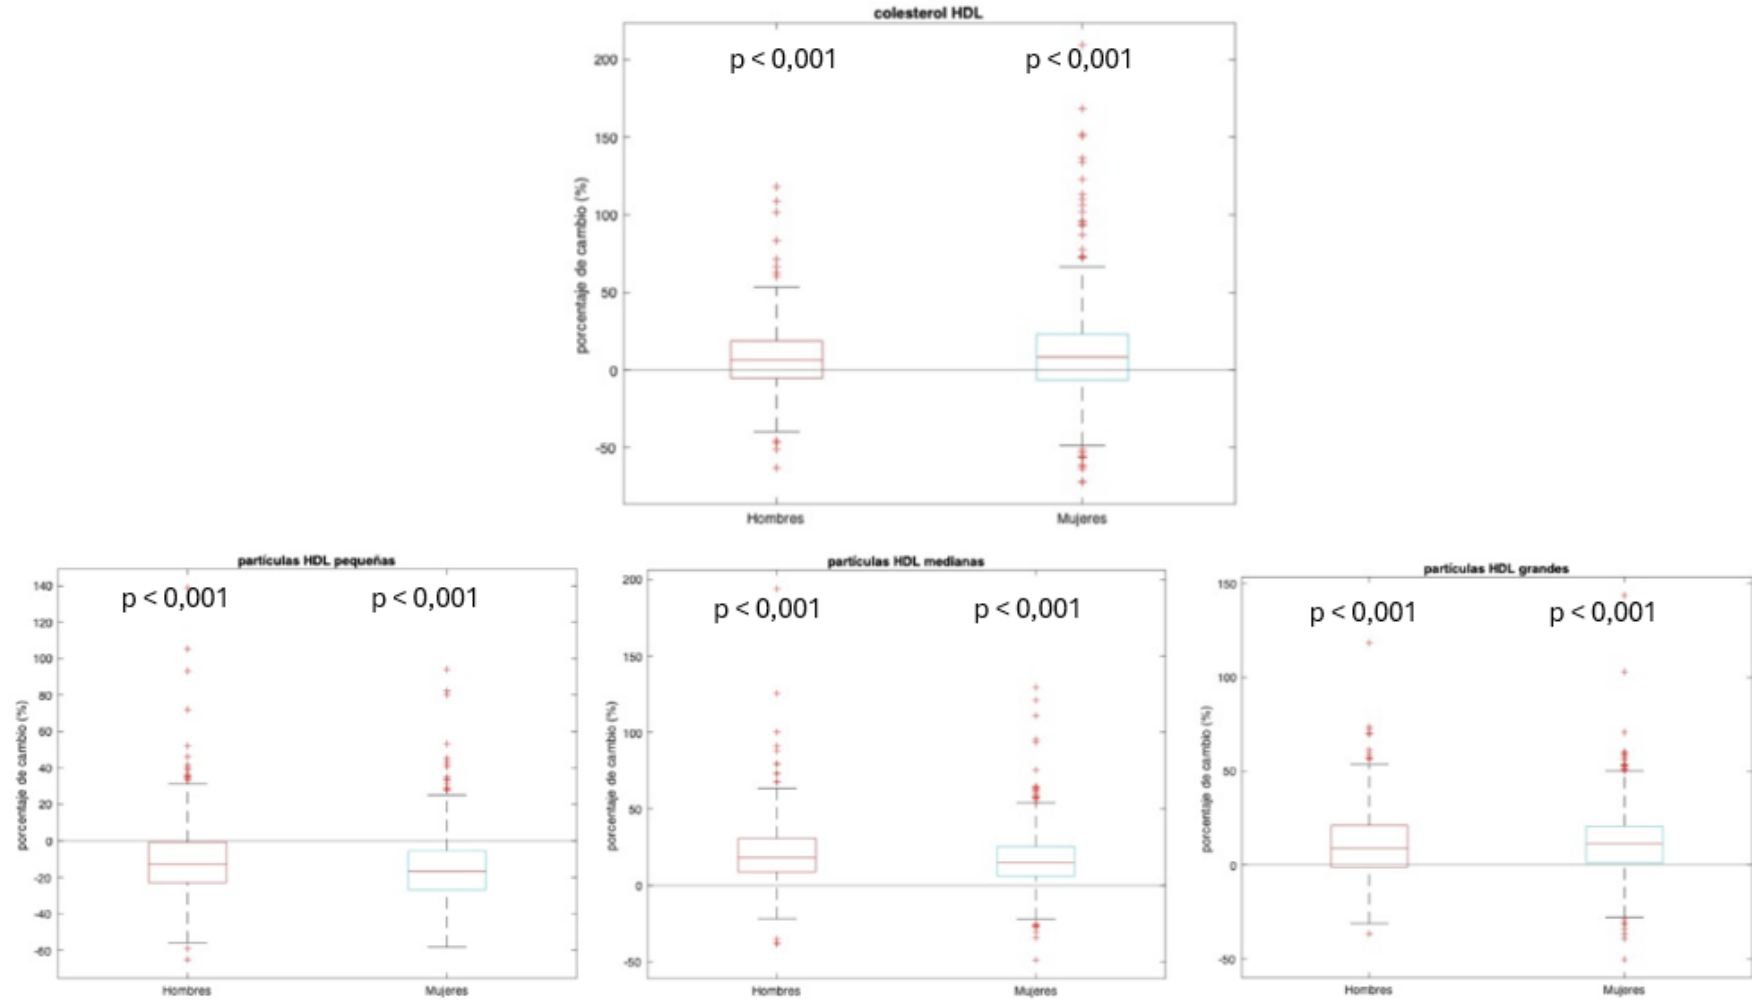 colesterol HDL
p < 0,001
p < 0,001
porcentaje de cambio (%)
200
150
100
50
0
-50
Hombres
Mujeres
partículas HDL pequeñas
p < 0,001
p < 0,001
porcentaje de cambio (%)
140
120
100
80
60
40
20
0
-20
-40
-60
Hombres
Mujeres
partículas HDL medianas
p < 0,001
p < 0,001
porcentaje de cambio (%)
200
150
100
50
0
-50
Hombres
Mujeres
partículas HDL grandes
p < 0,001
p < 0,001
porcentaje de cambio (%)
150
100
50
0
-50
Hombres
Mujeres